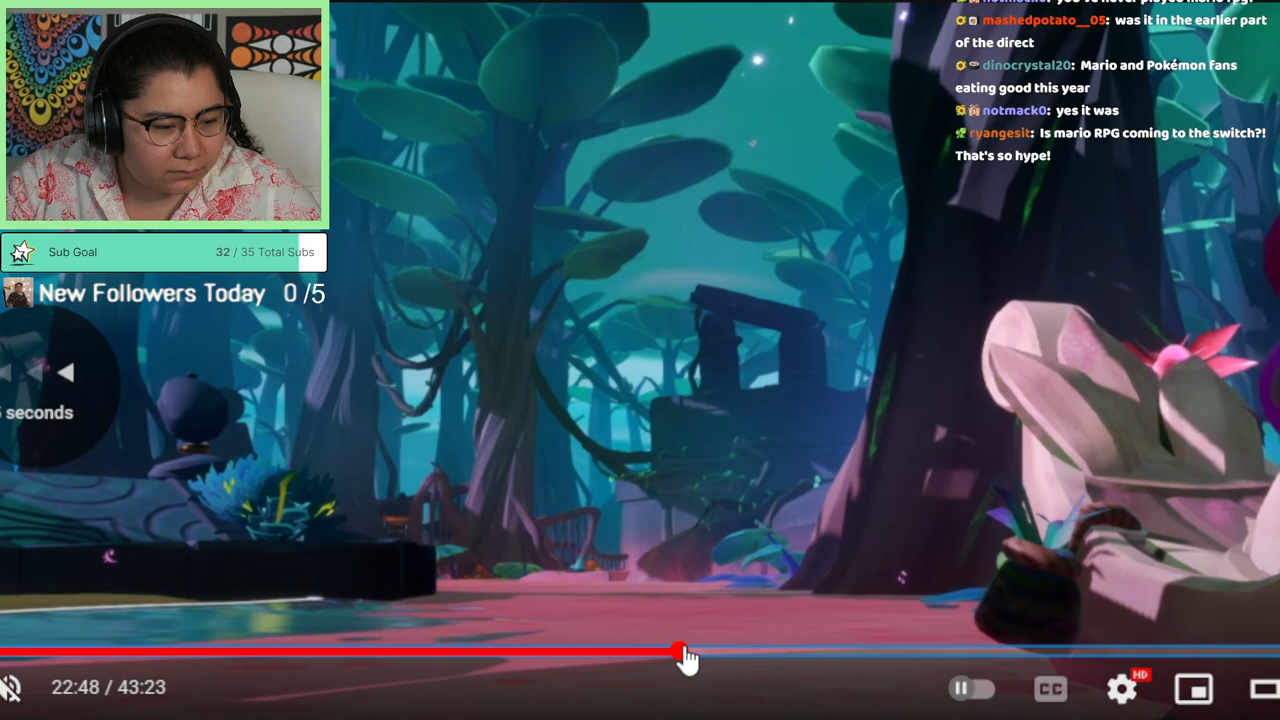 mashedpotato__05: was it in the earlier part
of the direct
dinocrystal20: Mario and Pokémon fans
eating good this year
notmack0: yes it was
ryangesit: Is mario RPG coming to the switch?!
That's so hype!
Sub Goal 32 / 35 Total Subs
New Followers Today 0 /5
seconds
22:48 / 43:23
CC
HD